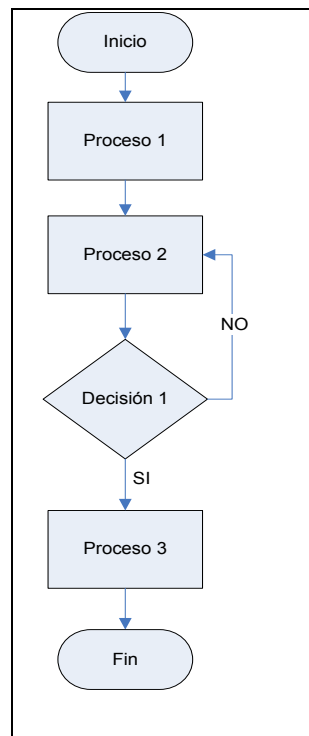 Inicio
Proceso 1
Proceso 2
NO
Decisión 1
SI
Proceso 3
Fin